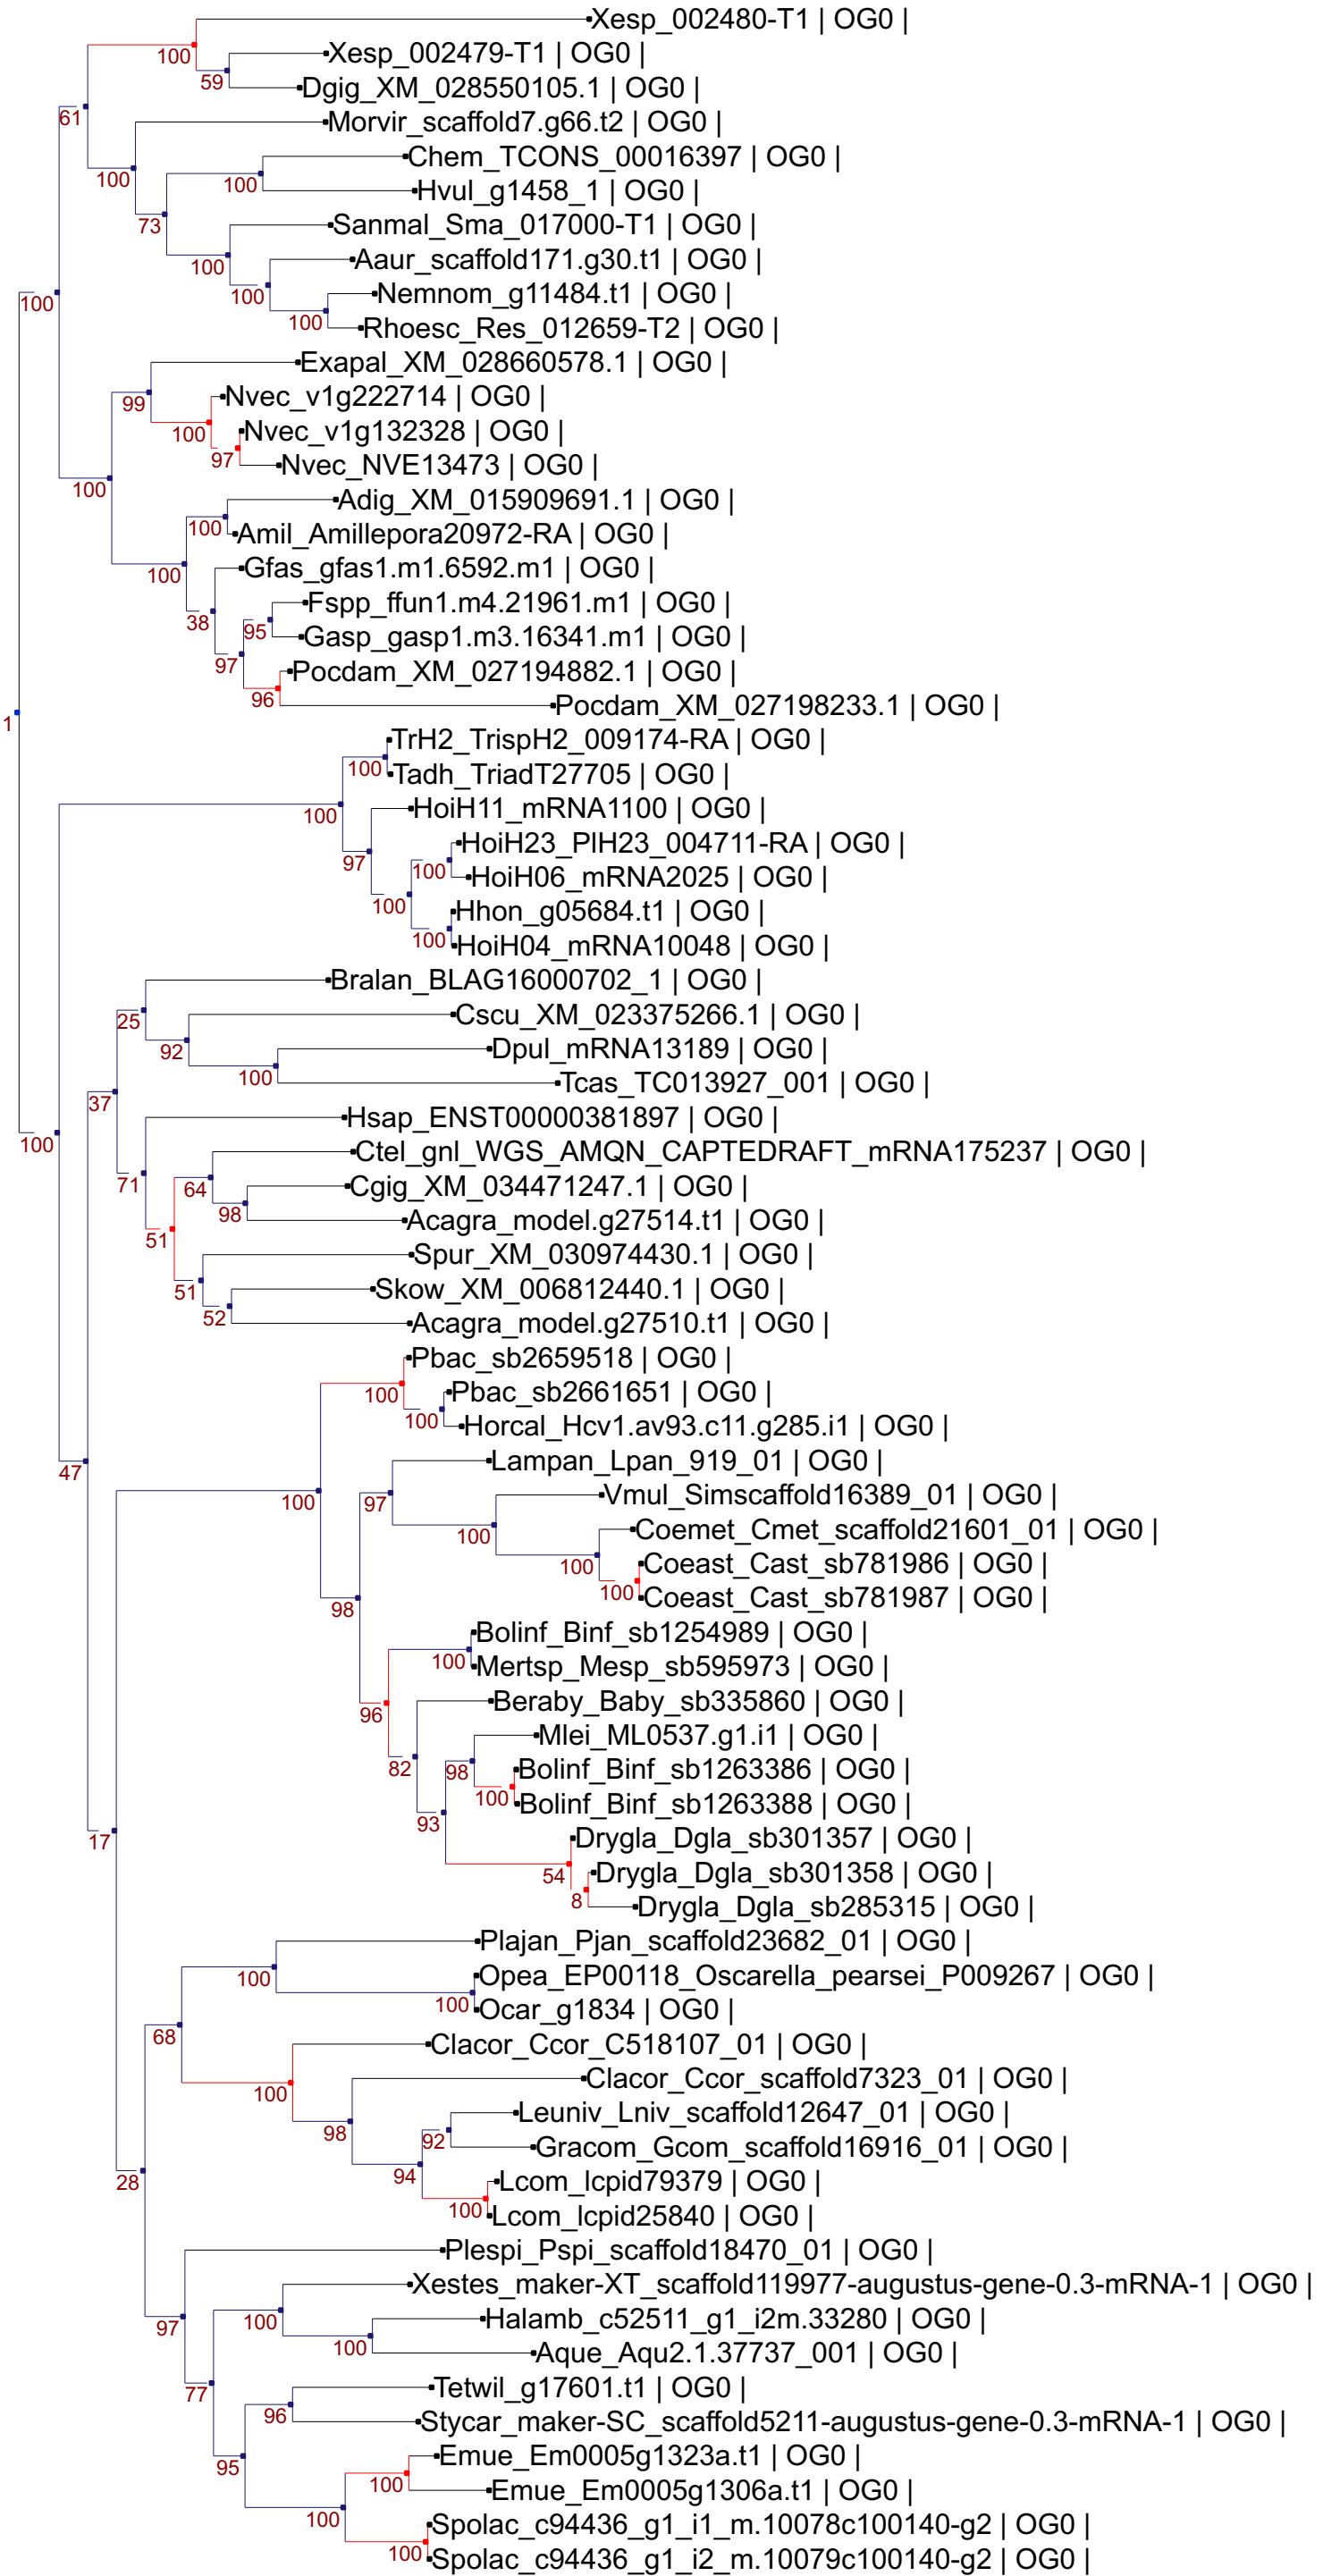 Xesp_002480-T1 | OG0 |
100
Xesp_002479-T1 | OG0 |
59
Dgig_XM_028550105.1 | OG0 |
61
Morvir_scaffold7.g66.t2 | OG0 |
100
Chem_TCONS_00016397 | OG0 |
100
Hvul_g1458_1 | OG0 |
73
Sanmal_Sma_017000-T1 | OG0 |
100
Aaur_scaffold171.g30.t1 | OG0 |
100
Nemnom_g11484.t1 | OG0 |
100
Rhoesc_Res_012659-T2 | OG0 |
100
Exapal_XM_028660578.1 | OG0 |
99
Nvec_v1g222714 | OG0 |
100
Nvec_v1g132328 | OG0 |
97
Nvec_NVE13473 | OG0 |
100
Adig_XM_015909691.1 | OG0 |
100
Amil_Amillepora20972-RA | OG0 |
100
Gfas_gfas1.m1.6592.m1 | OG0 |
38
Fspp_ffun1.m4.21961.m1 | OG0 |
95
Gasp_gasp1.m3.16341.m1 | OG0 |
97
Pocdam_XM_027194882.1 | OG0 |
96
Pocdam_XM_027198233.1 | OG0 |
1
TrH2_TrispH2_009174-RA | OG0 |
100
Tadh_TriadT27705 | OG0 |
100
HoiH11_mRNA1100 | OG0 |
97
HoiH23_PlH23_004711-RA | OG0 |
100
HoiH06_mRNA2025 | OG0 |
100
Hhon_g05684.t1 | OG0 |
100
HoiH04_mRNA10048 | OG0 |
Bralan_BLAG16000702_1 | OG0 |
25
Cscu_XM_023375266.1 | OG0 |
92
Dpul_mRNA13189 | OG0 |
100
Tcas_TC013927_001 | OG0 |
37
Hsap_ENST00000381897 | OG0 |
100
Ctel_gnl_WGS_AMQN_CAPTEDRAFT_mRNA175237 | OG0 |
71
64
Cgig_XM_034471247.1 | OG0 |
98
Acagra_model.g27514.t1 | OG0 |
51
Spur_XM_030974430.1 | OG0 |
51
Skow_XM_006812440.1 | OG0 |
52
Acagra_model.g27510.t1 | OG0 |
Pbac_sb2659518 | OG0 |
100
Pbac_sb2661651 | OG0 |
100
Horcal_Hcv1.av93.c11.g285.i1 | OG0 |
47
Lampan_Lpan_919_01 | OG0 |
100
97
Vmul_Simscaffold16389_01 | OG0 |
100
Coemet_Cmet_scaffold21601_01 | OG0 |
100
Coeast_Cast_sb781986 | OG0 |
100
Coeast_Cast_sb781987 | OG0 |
98
Bolinf_Binf_sb1254989 | OG0 |
100
Mertsp_Mesp_sb595973 | OG0 |
96
Beraby_Baby_sb335860 | OG0 |
Mlei_ML0537.g1.i1 | OG0 |
82
98
Bolinf_Binf_sb1263386 | OG0 |
100
Bolinf_Binf_sb1263388 | OG0 |
93
17
Drygla_Dgla_sb301357 | OG0 |
54
Drygla_Dgla_sb301358 | OG0 |
8
Drygla_Dgla_sb285315 | OG0 |
Plajan_Pjan_scaffold23682_01 | OG0 |
100
Opea_EP00118_Oscarella_pearsei_P009267 | OG0 |
100
Ocar_g1834 | OG0 |
68
Clacor_Ccor_C518107_01 | OG0 |
100
Clacor_Ccor_scaffold7323_01 | OG0 |
98
Leuniv_Lniv_scaffold12647_01 | OG0 |
92
Gracom_Gcom_scaffold16916_01 | OG0 |
94
28
Lcom_lcpid79379 | OG0 |
100
Lcom_lcpid25840 | OG0 |
Plespi_Pspi_scaffold18470_01 | OG0 |
97
Xestes_maker-XT_scaffold119977-augustus-gene-0.3-mRNA-1 | OG0 |
100
Halamb_c52511_g1_i2m.33280 | OG0 |
100
Aque_Aqu2.1.37737_001 | OG0 |
77
Tetwil_g17601.t1 | OG0 |
96
Stycar_maker-SC_scaffold5211-augustus-gene-0.3-mRNA-1 | OG0 |
95
Emue_Em0005g1323a.t1 | OG0 |
100
Emue_Em0005g1306a.t1 | OG0 |
100
Spolac_c94436_g1_i1_m.10078c100140-g2 | OG0 |
100
Spolac_c94436_g1_i2_m.10079c100140-g2 | OG0 |